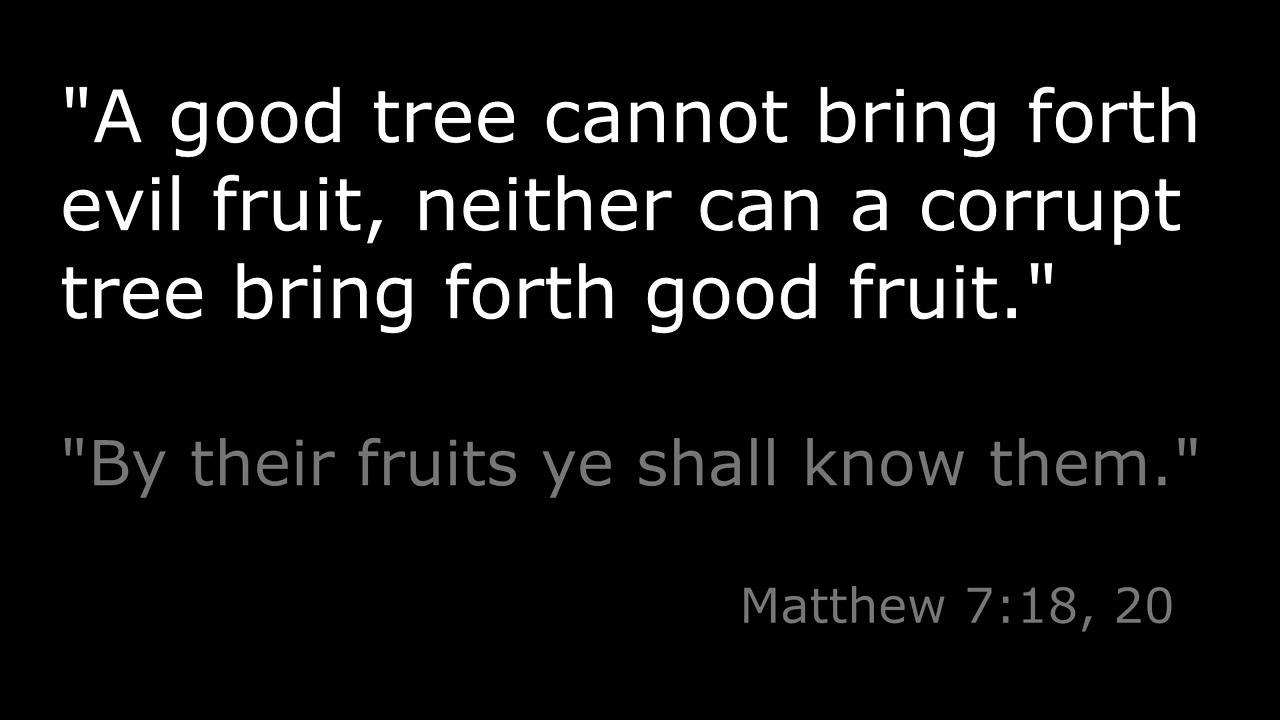 "A good tree cannot bring forth
evil fruit, neither can a corrupt
tree bring forth good fruit."
"By their fruits ye shall know them."
Matthew 7:18, 20